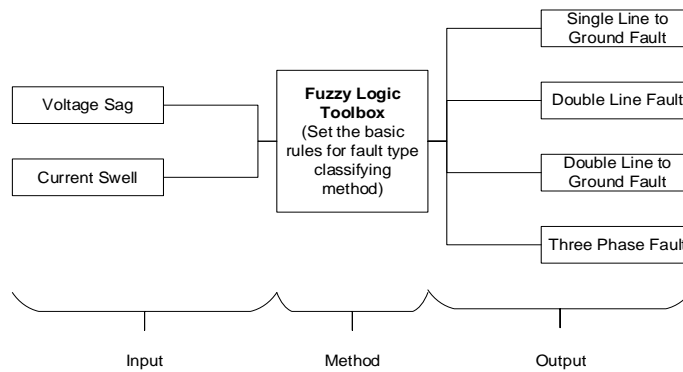 Voltage Sag
Current Swell
Fuzzy Logic
Toolbox
(Set the basic
rules for fault type
classifying
method)
Single Line to
Ground Fault
Double Line Fault
Double Line to
Ground Fault
Three Phase Fault
Input
Method
Output